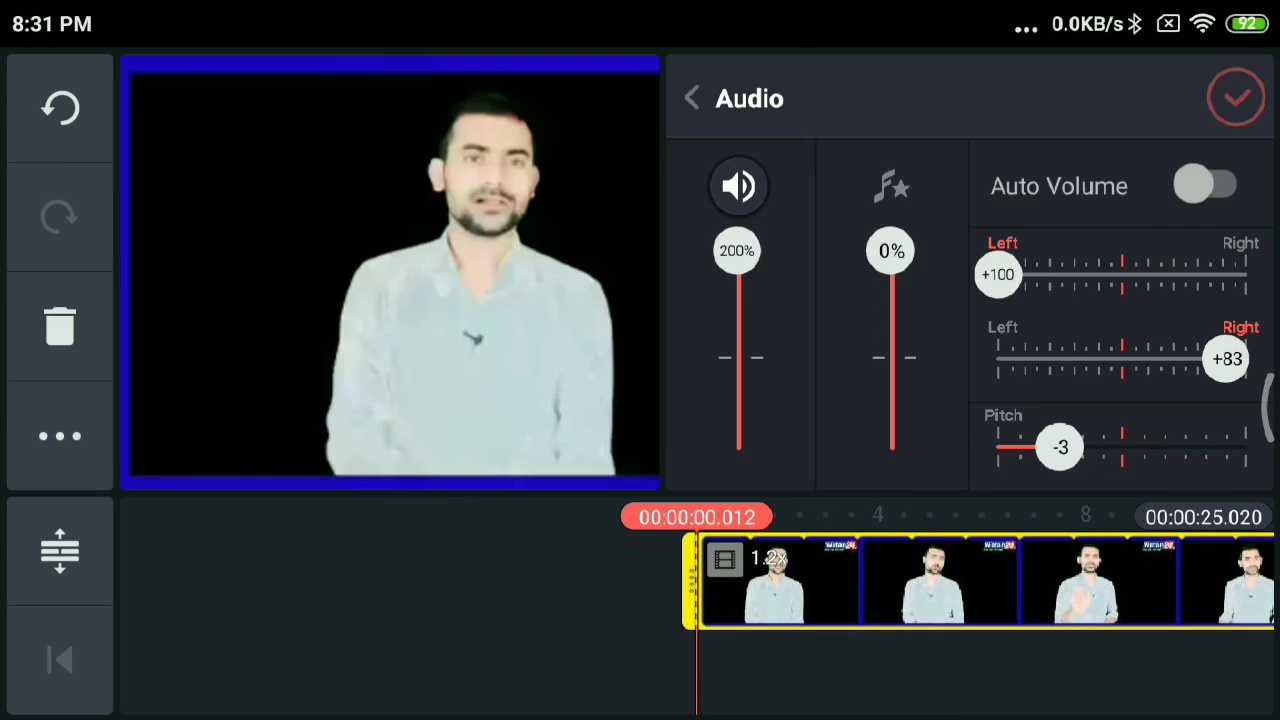 8:31 PM
... 0.0KB/s 92
Audio
Auto Volume
200%
0%
Left Right
+100
Left Right
+83
Pitch
-3
00:00:00.012 4 8 00:00:25.020
1.2x